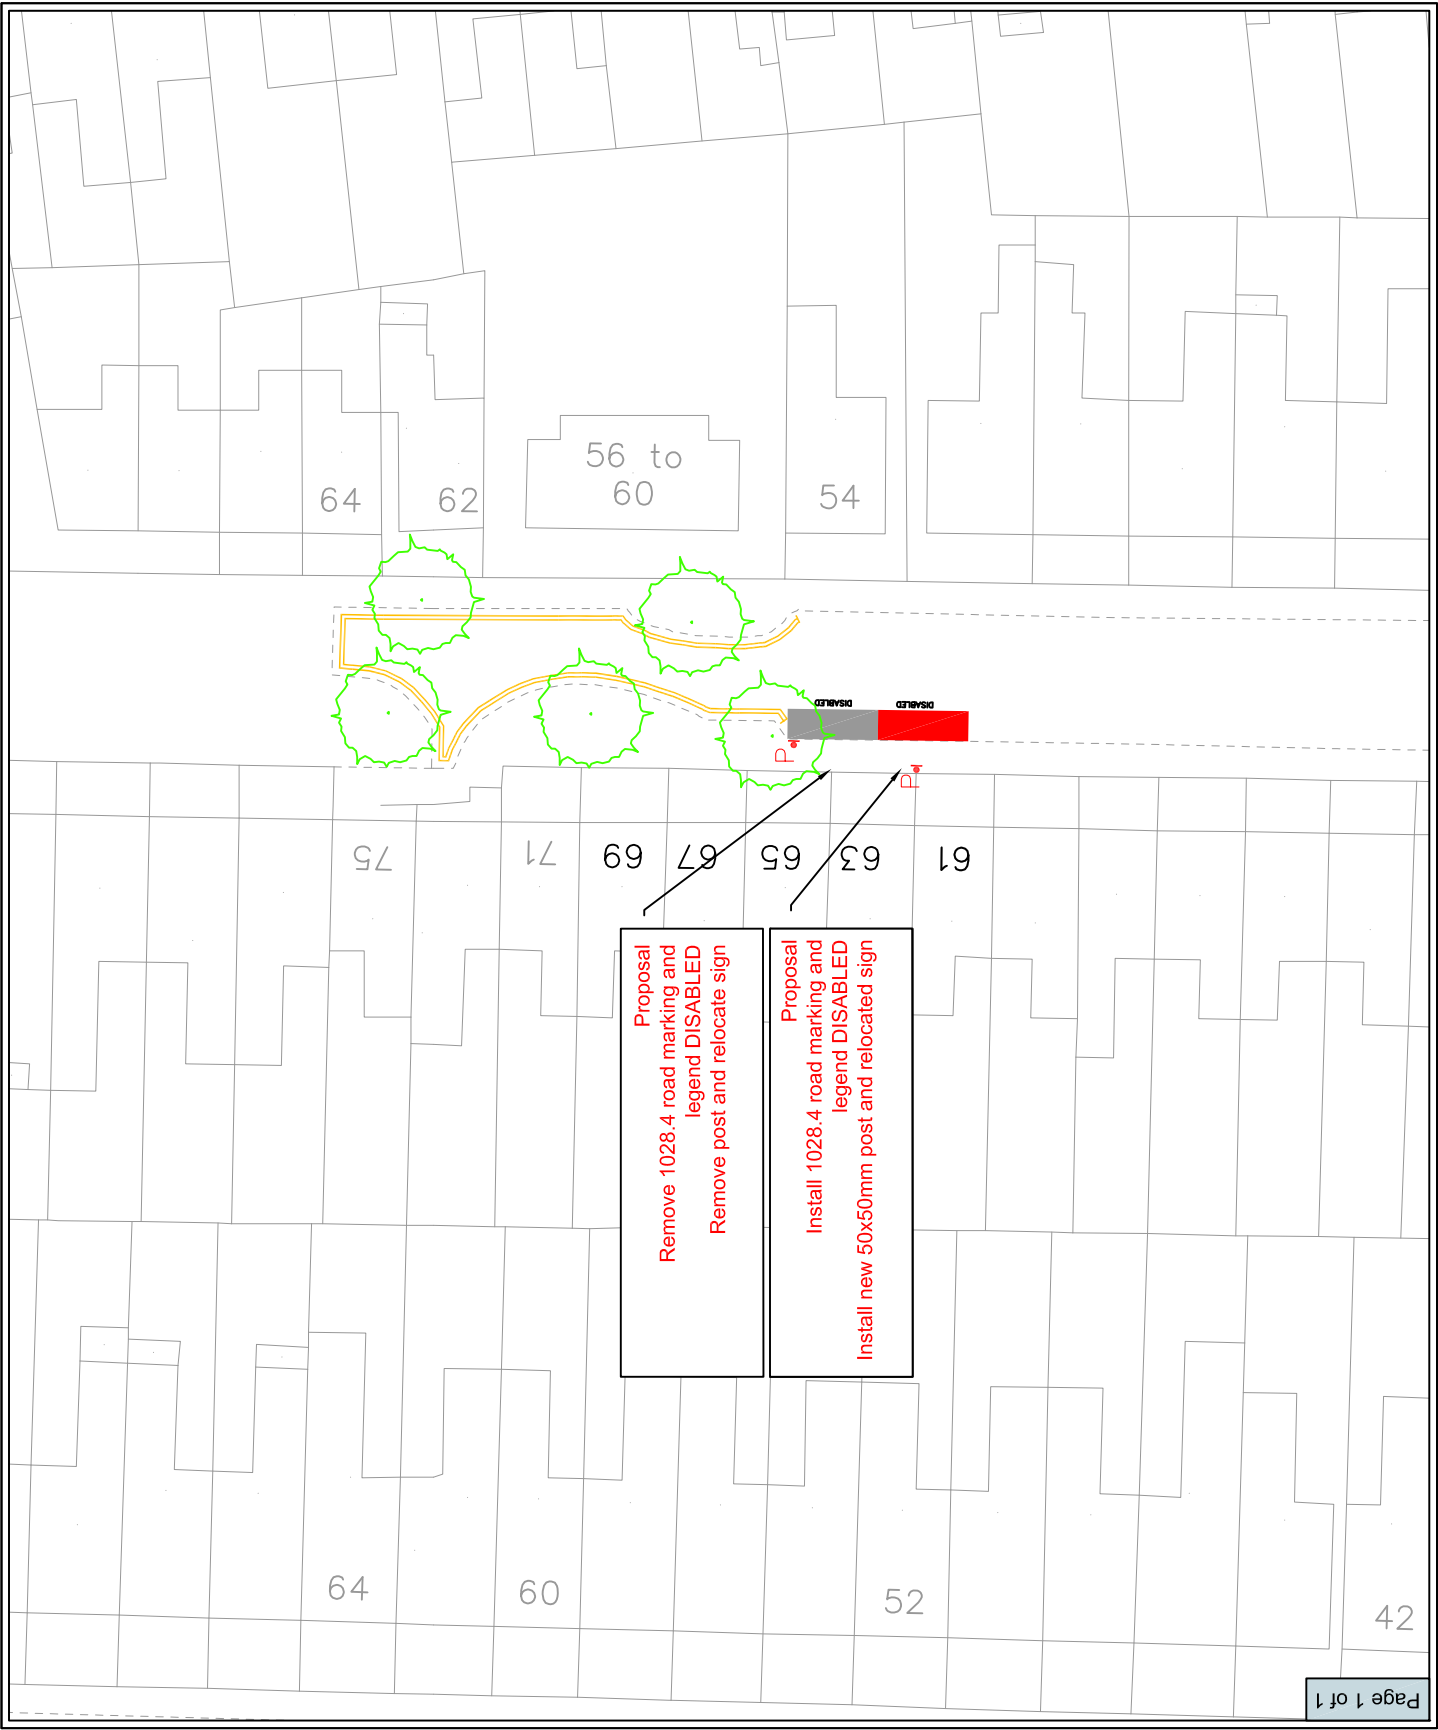 56 to
60
64
62
54
DISABLED
DISABLED
P
P
75
71
69
67
65
63
61
Proposal
Remove 1028.4 road marking and
legend DISABLED
Remove post and relocate sign
Proposal
Install 1028.4 road marking and
legend DISABLED
Install new 50x50mm post and relocated sign
64
60
52
42
Page 1 of 1